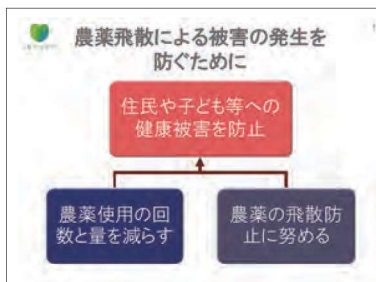 農薬飛散による被害の発生を
防ぐために
住民や子ども等への
健康被害を防止
農薬使用の回
数と量を減らす
農薬の飛散防
止に努める